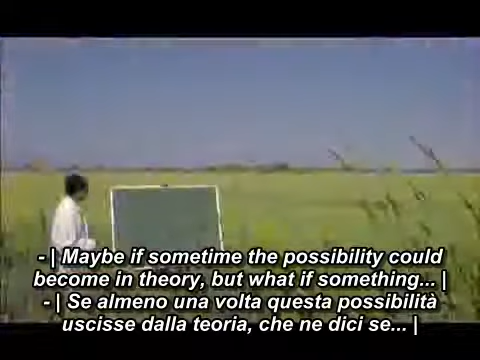 - | Maybe if sometime the possibility could
become in theory, but what if something... |
- | Se almeno una volta questa possibilità
uscisse dalla teoria, che ne dici se... |